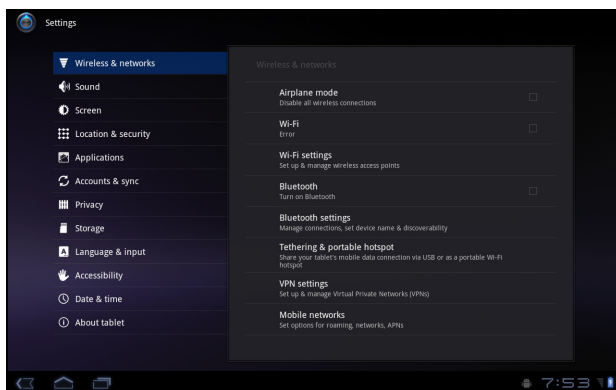 Settings
Wireless & networks
Sound
Screen
Location & security
Applications
Accounts & sync
Privacy
Storage
Language & input
Accessibility
Date & time
About tablet
Wireless & networks
Airplane mode
Disable all wireless connections
Wi-Fi
Error
Wi-Fi settings
Set up & manage wireless access points
Bluetooth
Turn on Bluetooth
Bluetooth settings
Manage connections, set device name & discoverability
Tethering & portable hotspot
Share your tablet's mobile data connection via USB or as a portable Wi-Fi
hotspot
VPN settings
Set up & manage Virtual Private Networks (VPNs)
Mobile networks
Set options for roaming, networks, APNs
7:53